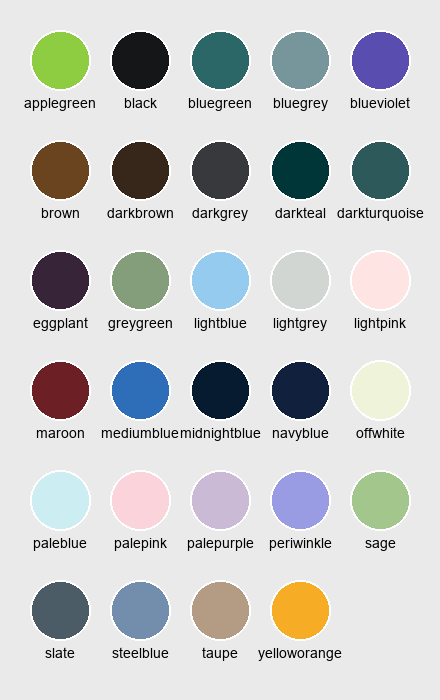 applegreen black bluegreen bluegrey blueviolet
brown darkbrown darkgrey darkteal darkturquoise
eggplant greygreen lightblue lightgrey lightpink
maroon mediumblue midnightblue navyblue offwhite
paleblue palepink palepurple periwinkle sage
slate steelblue taupe yelloworange